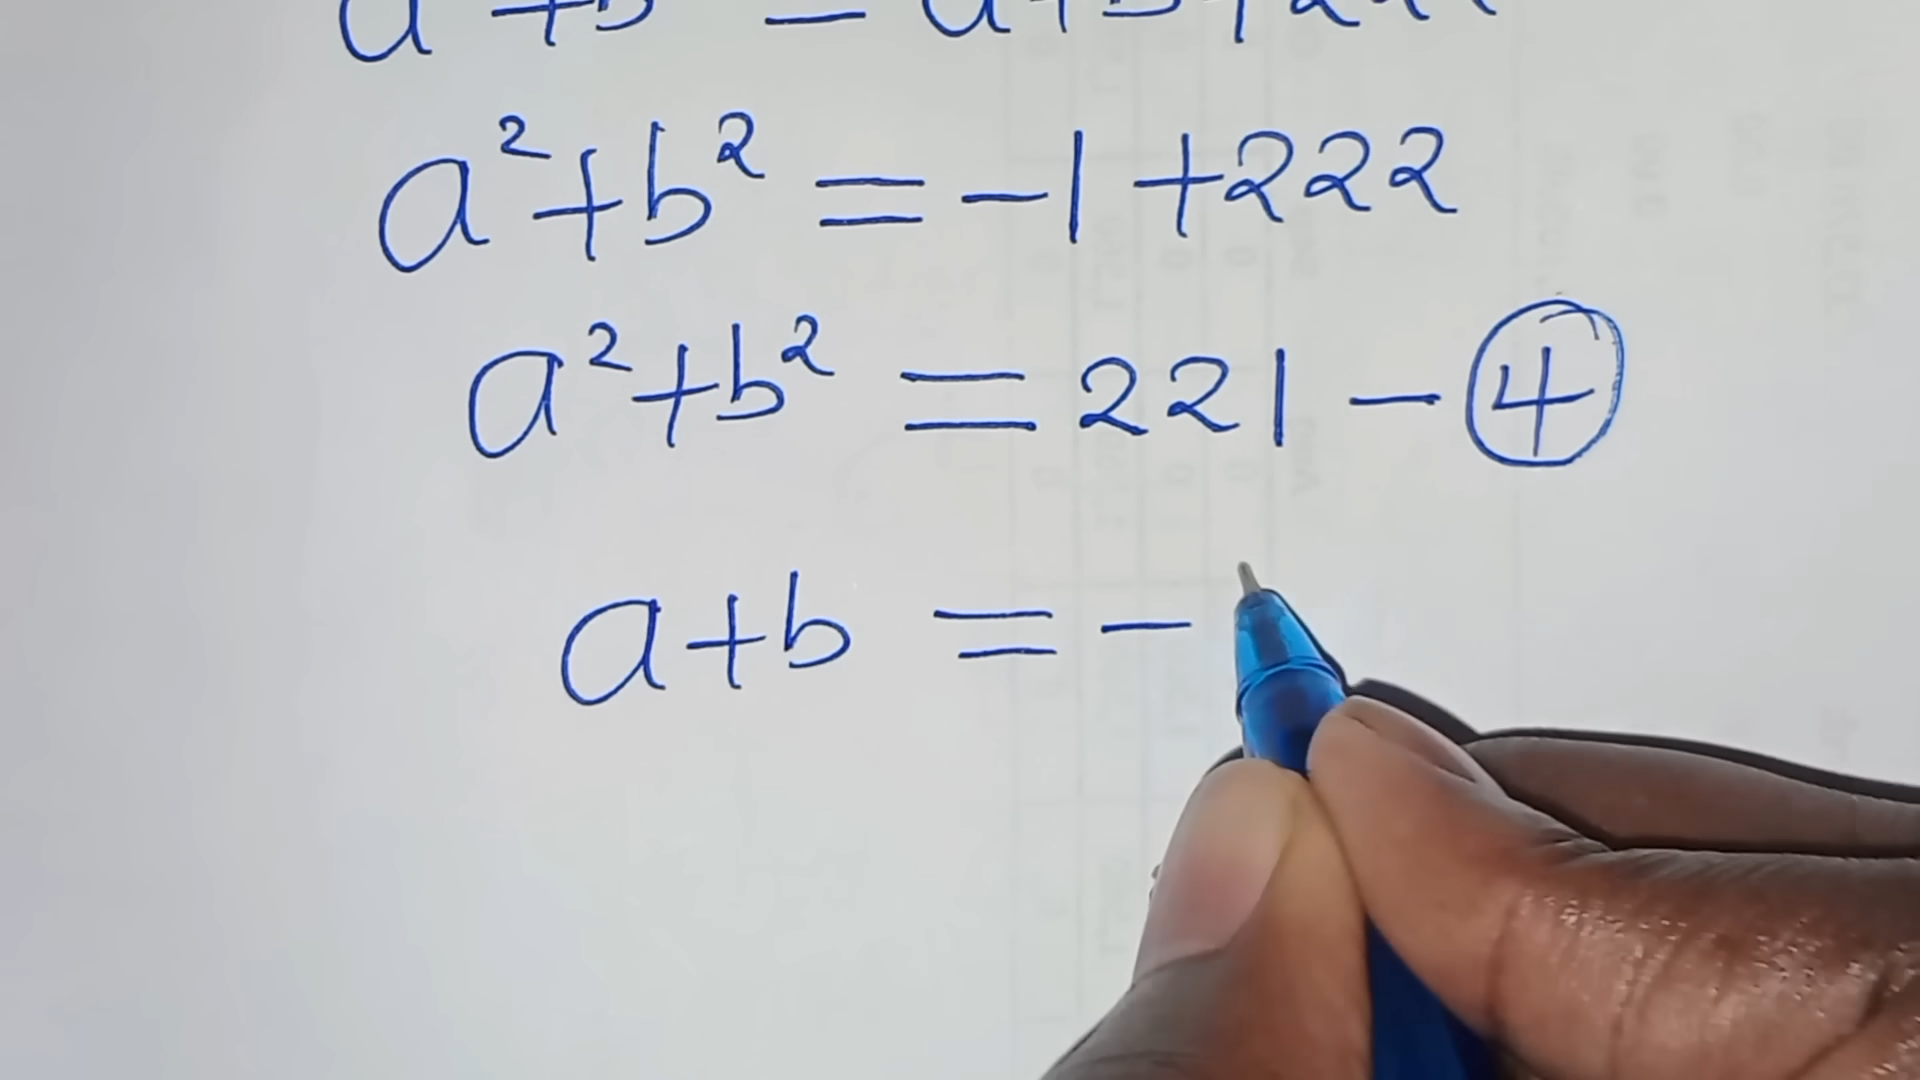 a²+b² = -1+222
a²+b² = 221 - ④
a+b = -